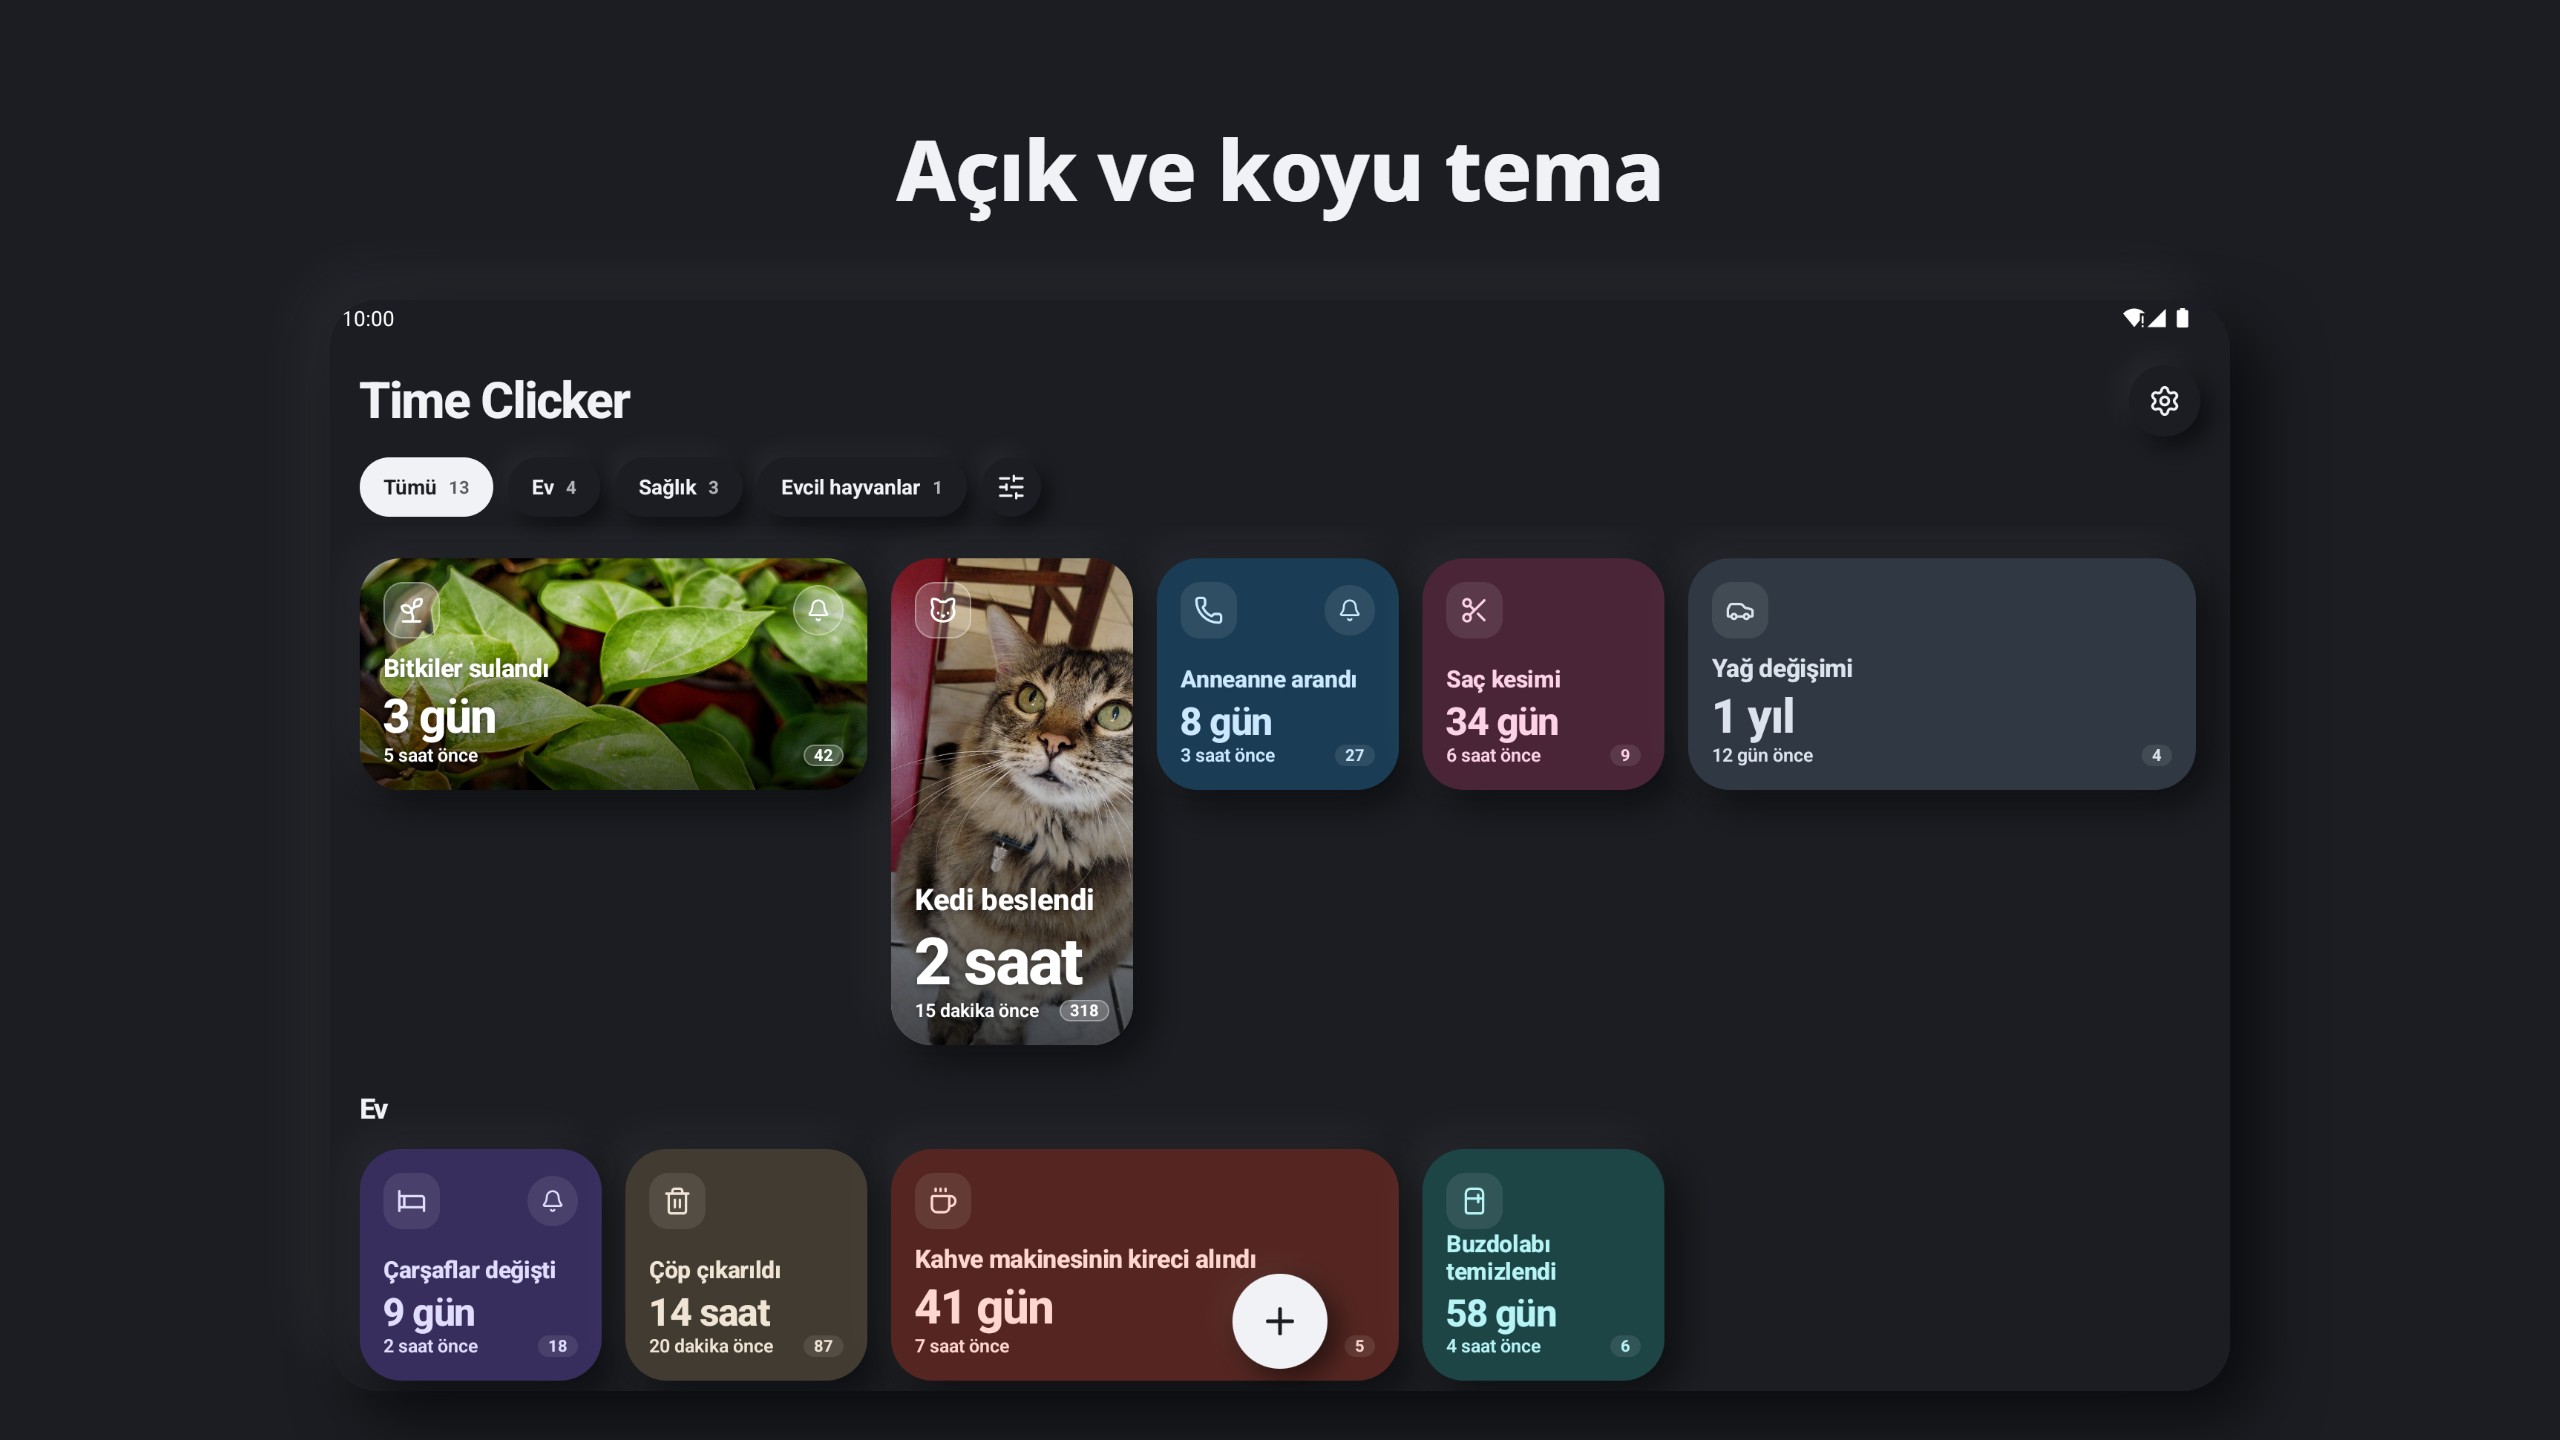 Açık ve koyu tema
10:00
Time Clicker
Tümü 13
Ev 4
Sağlık 3
Evcil hayvanlar 1
Bitkiler sulandı
3 gün
5 saat önce 42
Kedi beslendi
2 saat
15 dakika önce 318
Anneanne arandı
8 gün
3 saat önce 27
Saç kesimi
34 gün
6 saat önce 9
Yağ değişimi
1 yıl
12 gün önce 4
Ev
Çarşaflar değişti
9 gün
2 saat önce 18
Çöp çıkarıldı
14 saat
20 dakika önce 87
Kahve makinesinin kireci alındı
41 gün
7 saat önce 5
Buzdolabı
temizlendi
58 gün
4 saat önce 6